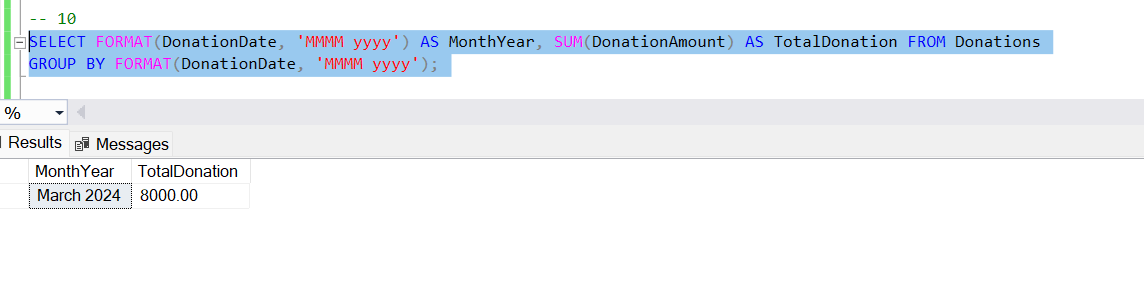 -- 10
SELECT FORMAT(DonationDate, 'MMMM yyyy') AS MonthYear, SUM(DonationAmount) AS TotalDonation FROM Donations
GROUP BY FORMAT(DonationDate, 'MMMM yyyy');
%
Results Messages
MonthYear TotalDonation
March 2024 8000.00